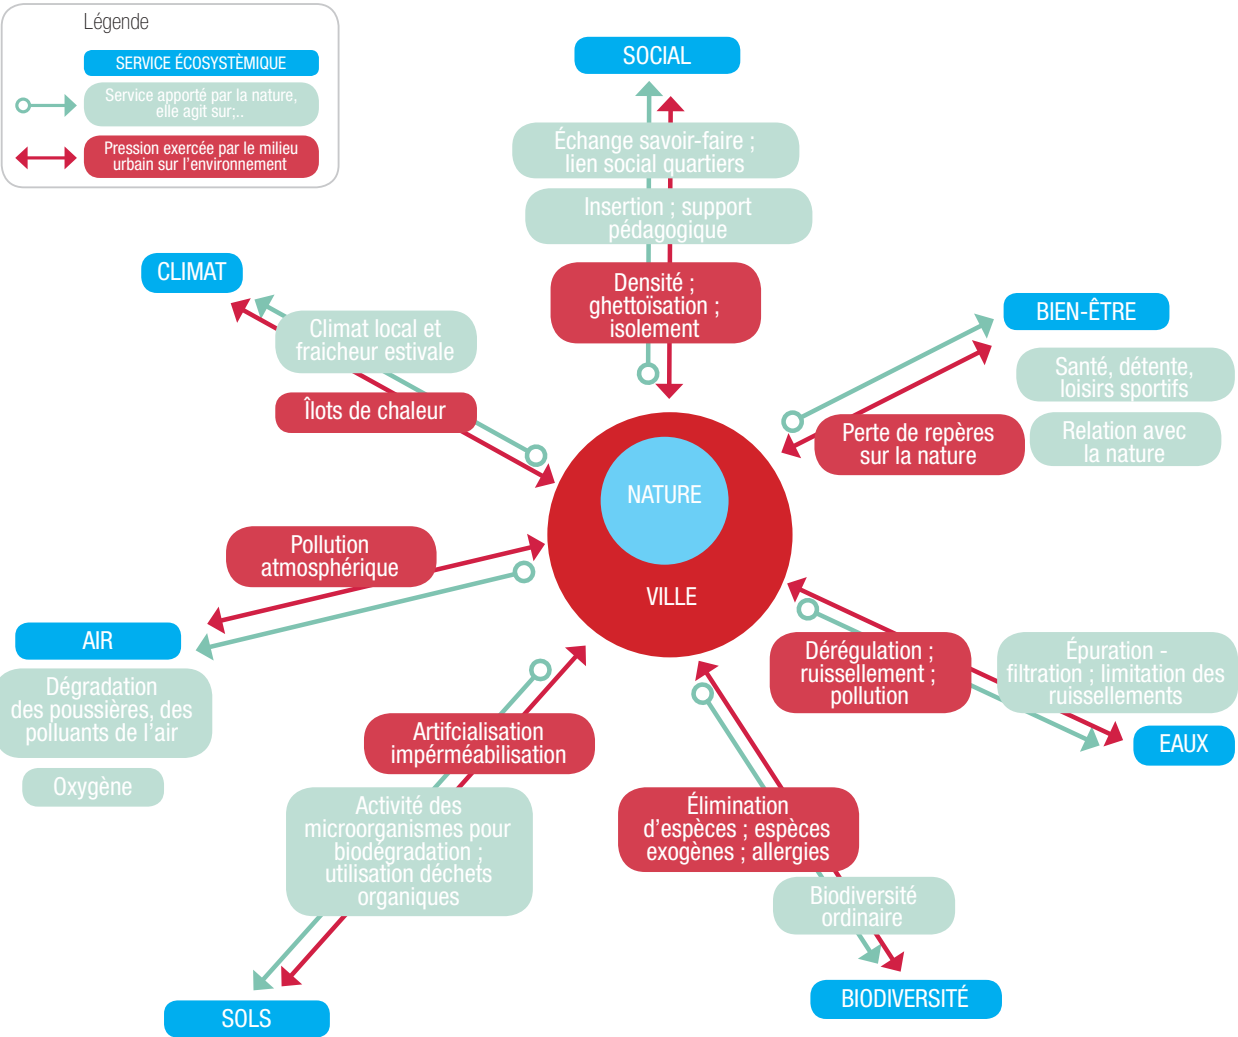 Légende
SERVICE ÉCOSYSTÈMIQUE
Service apporté par la nature,
elle agit sur;..
Pression exercée par le milieu
urbain sur l'environnement
SOCIAL
Échange savoir-faire ;
lien social quartiers
Insertion ; support
pédagogique
Densité ;
ghettoïsation ;
isolement
CLIMAT
Climat local et
fraicheur estivale
Îlots de chaleur
BIEN-ÊTRE
Santé, détente,
loisirs sportifs
Relation avec
la nature
Perte de repères
sur la nature
NATURE
VILLE
Pollution
atmosphérique
AIR
Dégradation
des poussières, des
polluants de l'air
Oxygène
Dérégulation ;
ruissellement ;
pollution
Épuration -
filtration ; limitation des
ruissellements
EAUX
Artifcialisation
impérméabilisation
Activité des
microorganismes pour
biodégradation ;
utilisation déchets
organiques
SOLS
Élimination
d'espèces ; espèces
exogènes ; allergies
Biodiversité
ordinaire
BIODIVERSITÉ